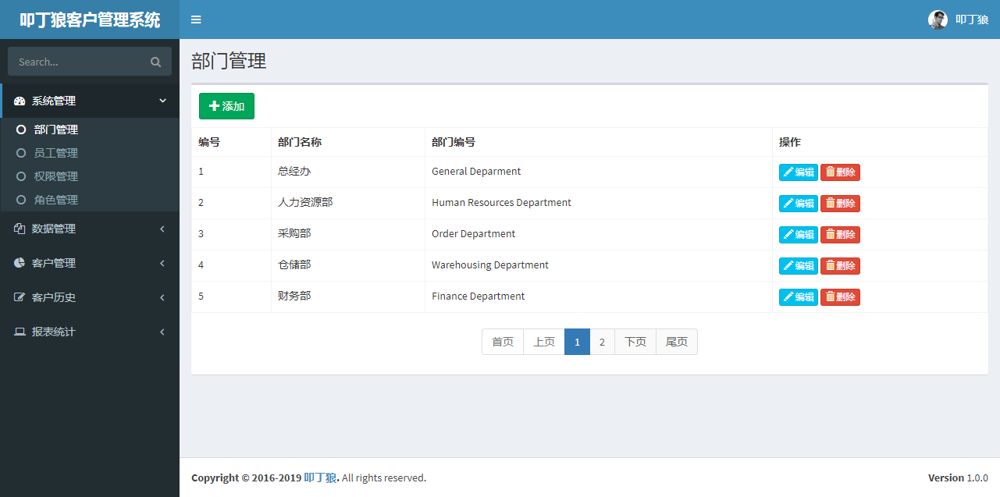 叩丁狼客户管理系统
叩丁狼
Search...
系统管理
部门管理
员工管理
权限管理
角色管理
数据管理
客户管理
客户历史
报表统计
部门管理
添加
编号 部门名称 部门编号 操作
1 总经办 General Deparment 编辑 删除
2 人力资源部 Human Resources Department 编辑 删除
3 采购部 Order Department 编辑 删除
4 仓储部 Warehousing Department 编辑 删除
5 财务部 Finance Department 编辑 删除
首页 上页 1 2 下页 尾页
Copyright © 2016-2019 叩丁狼. All rights reserved. Version 1.0.0